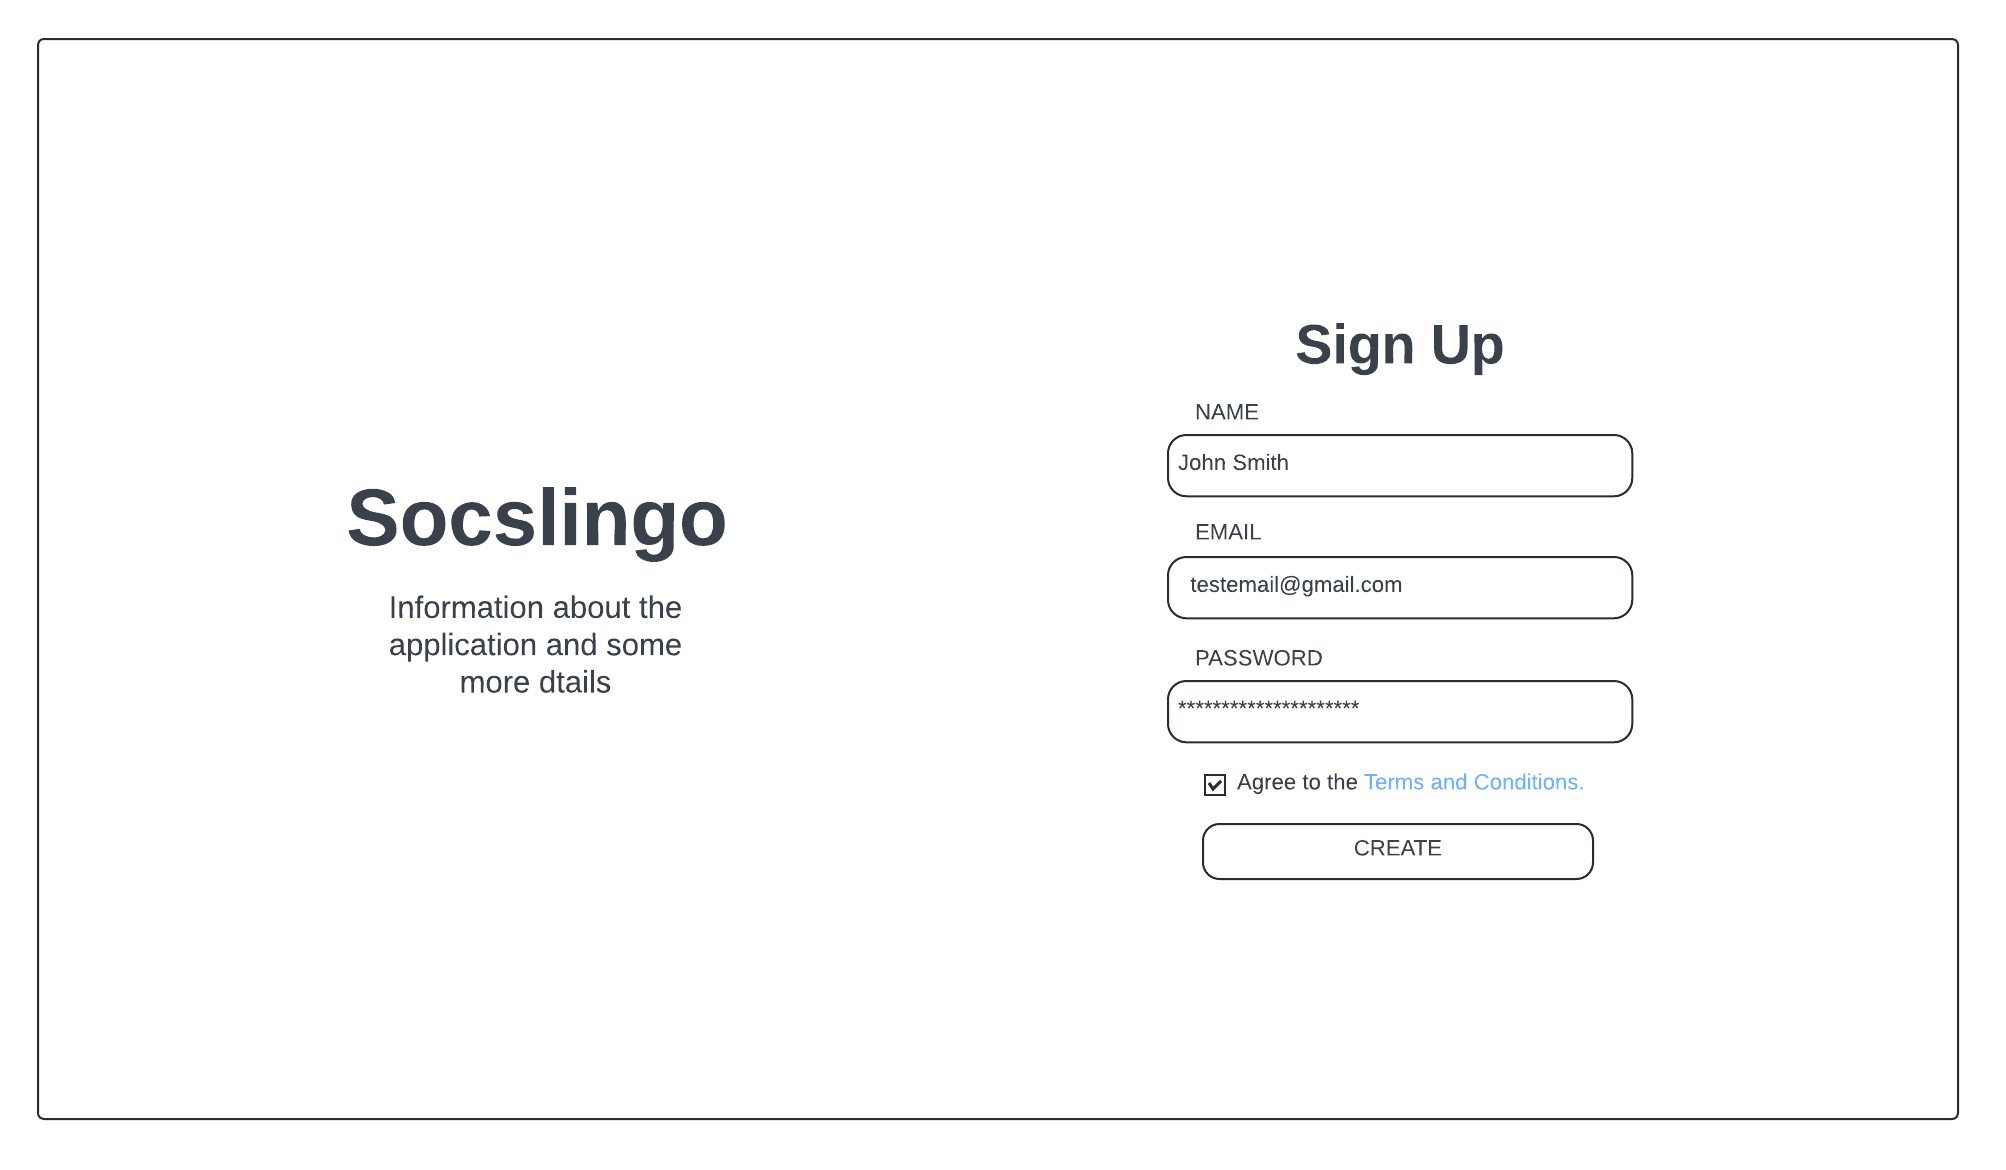 Socslingo
Information about the
application and some
more dtails
Sign Up
NAME
John Smith
EMAIL
testemail@gmail.com
PASSWORD
*********************
Agree to the Terms and Conditions.
CREATE